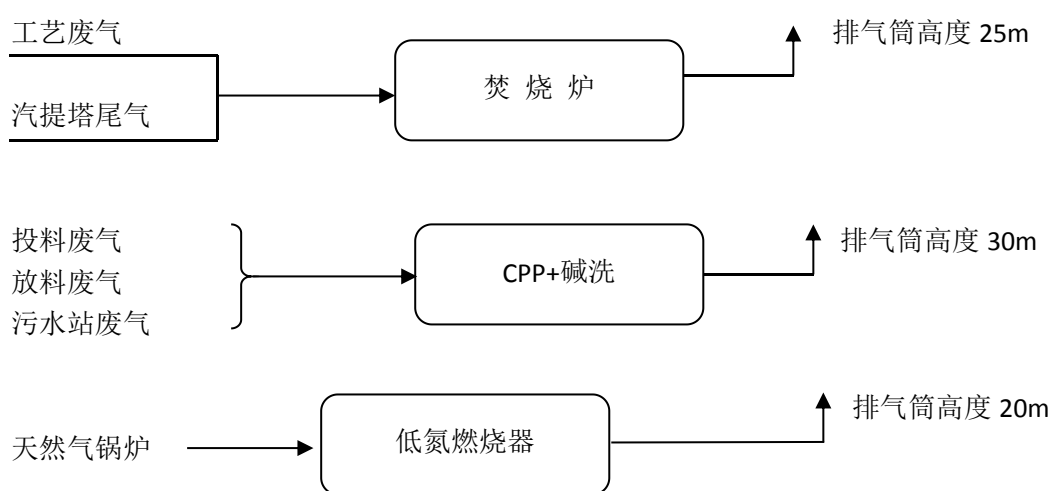 工艺废气
汽提塔尾气
焚 烧 炉
排气筒高度 25m
投料废气
放料废气
污水站废气
CPP+碱洗
排气筒高度 30m
天然气锅炉
低氮燃烧器
排气筒高度 20m